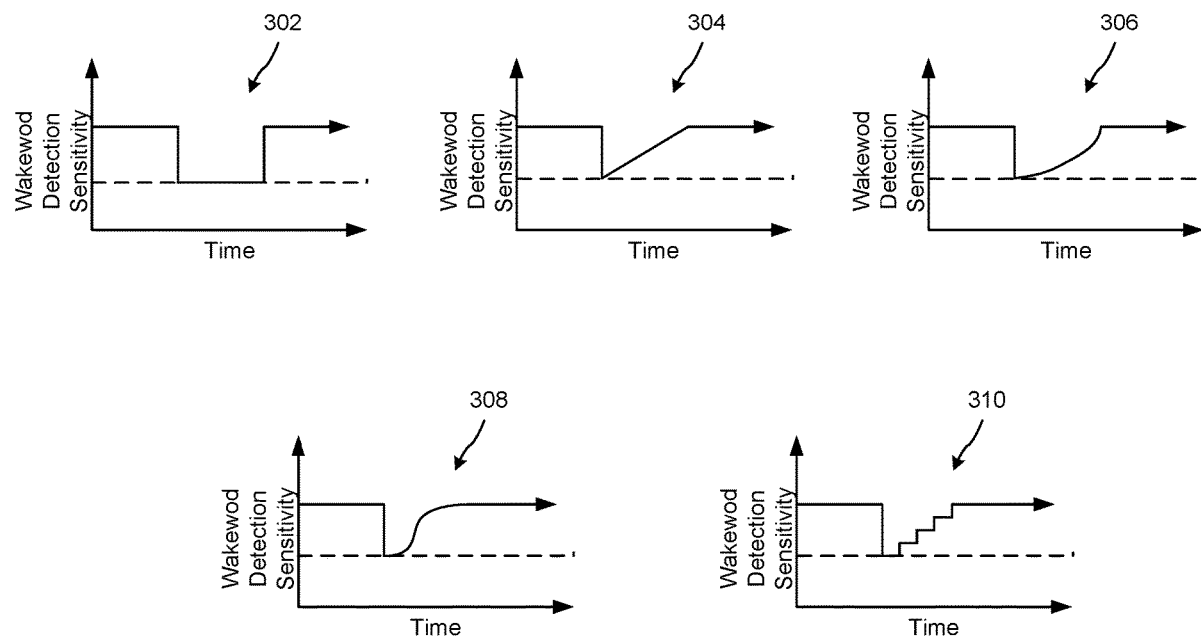 302
304
306
Wakewod
Detection
Sensitivity
Time
Wakewod
Detection
Sensitivity
Time
Wakewod
Detection
Sensitivity
Time
308
310
Wakewod
Detection
Sensitivity
Time
Wakewod
Detection
Sensitivity
Time